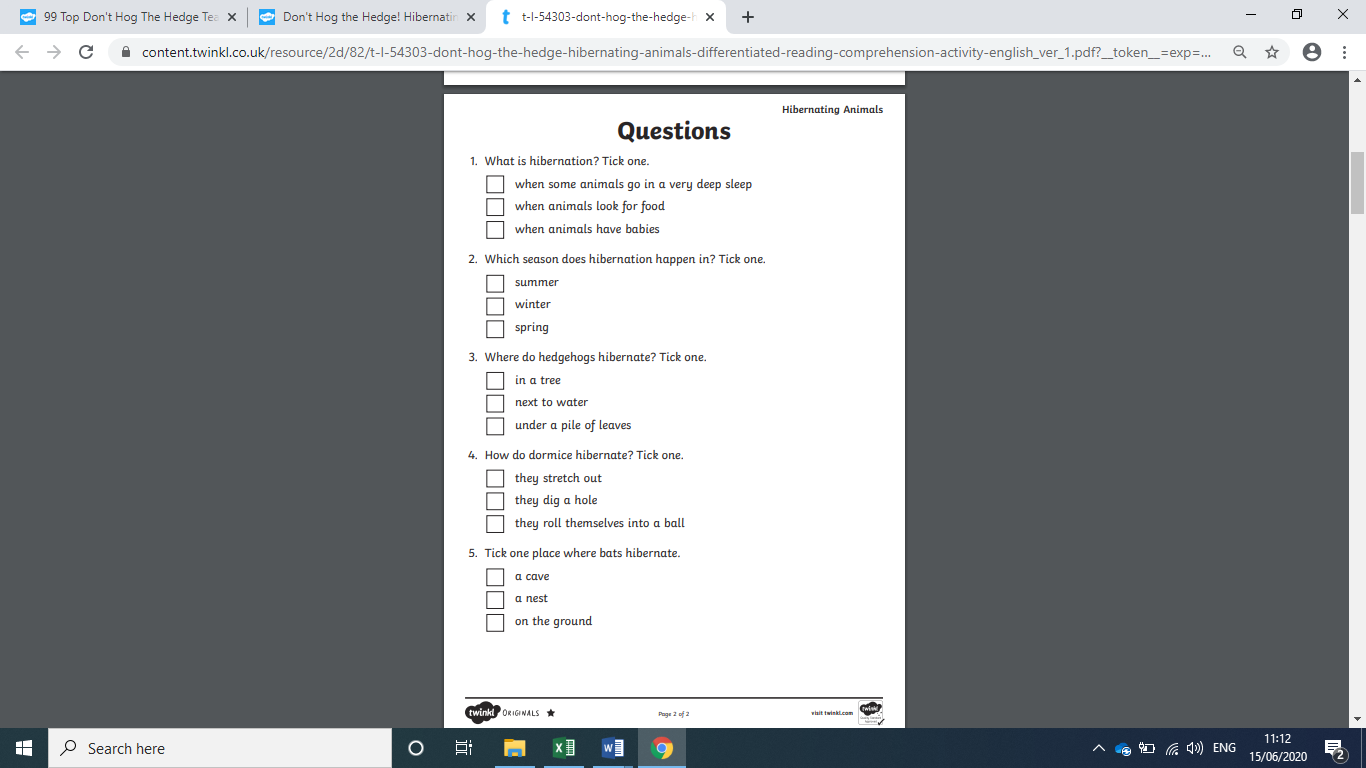 99 Top Don't Hog The Hedge Tea
Don't Hog the Hedge! Hibernatin
t-l-54303-dont-hog-the-hedge-h
content.twinkl.co.uk/resource/2d/82/t-l-54303-dont-hog-the-hedge-hibernating-animals-differentiated-reading-comprehension-activity-english_ver_1.pdf?__token__=exp=...
Hibernating Animals
Questions
1. What is hibernation? Tick one.
when some animals go in a very deep sleep
when animals look for food
when animals have babies
2. Which season does hibernation happen in? Tick one.
summer
winter
spring
3. Where do hedgehogs hibernate? Tick one.
in a tree
next to water
under a pile of leaves
4. How do dormice hibernate? Tick one.
they stretch out
they dig a hole
they roll themselves into a ball
5. Tick one place where bats hibernate.
a cave
a nest
on the ground
twinkl ORIGINALS
Page 2 of 2
visit twinkl.com
twinkl
Search here
ENG
11:12
15/06/2020
2